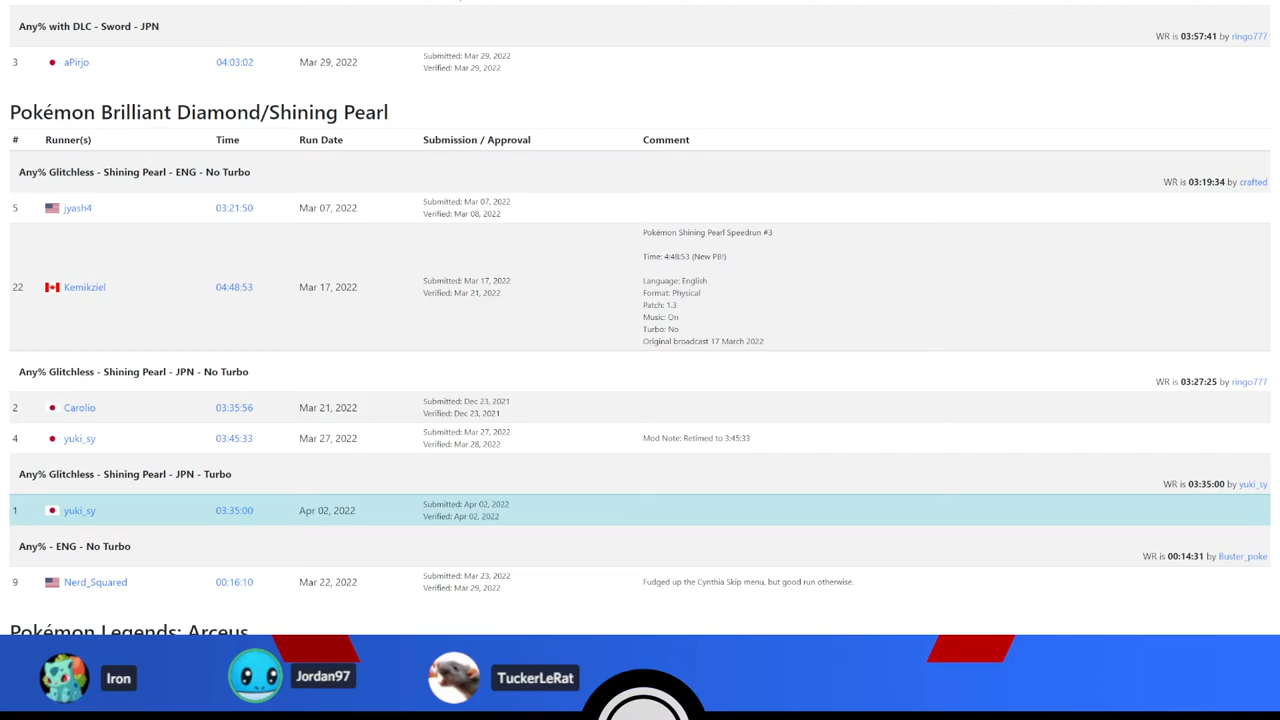 Any% with DLC - Sword - JPN
WR is 03:57:41 by ringo777
3 aPirjo 04:03:02 Mar 29, 2022 Submitted: Mar 29, 2022
Verified: Mar 29, 2022
Pokémon Brilliant Diamond/Shining Pearl
# Runner(s) Time Run Date Submission / Approval Comment
Any% Glitchless - Shining Pearl - ENG - No Turbo
WR is 03:19:34 by crafted
5 jyash4 03:21:50 Mar 07, 2022 Submitted: Mar 07, 2022
Verified: Mar 08, 2022
Pokémon Shining Pearl Speedrun #3
Time: 4:48:53 (New PB!)
22 Kemikziel 04:48:53 Mar 17, 2022 Submitted: Mar 17, 2022
Verified: Mar 21, 2022
Language: English
Format: Physical
Patch: 1.3
Music: On
Turbo: No
Original broadcast 17 March 2022
Any% Glitchless - Shining Pearl - JPN - No Turbo
WR is 03:27:25 by ringo777
2 Carolio 03:35:56 Mar 21, 2022 Submitted: Dec 23, 2021
Verified: Dec 23, 2021
4 yuki_sy 03:45:33 Mar 27, 2022 Submitted: Mar 27, 2022
Verified: Mar 28, 2022
Mod Note: Retimed to 3:45:33
Any% Glitchless - Shining Pearl - JPN - Turbo
WR is 03:35:00 by yuki_sy
1 yuki_sy 03:35:00 Apr 02, 2022 Submitted: Apr 02, 2022
Verified: Apr 02, 2022
Any% - ENG - No Turbo
WR is 00:14:31 by Buster_poke
9 Nerd_Squared 00:16:10 Mar 22, 2022 Submitted: Mar 23, 2022
Verified: Mar 29, 2022
Fudged up the Cynthia Skip menu, but good run otherwise.
Pokémon Legends: Arceus
Iron
Jordan97
TuckerLeRat